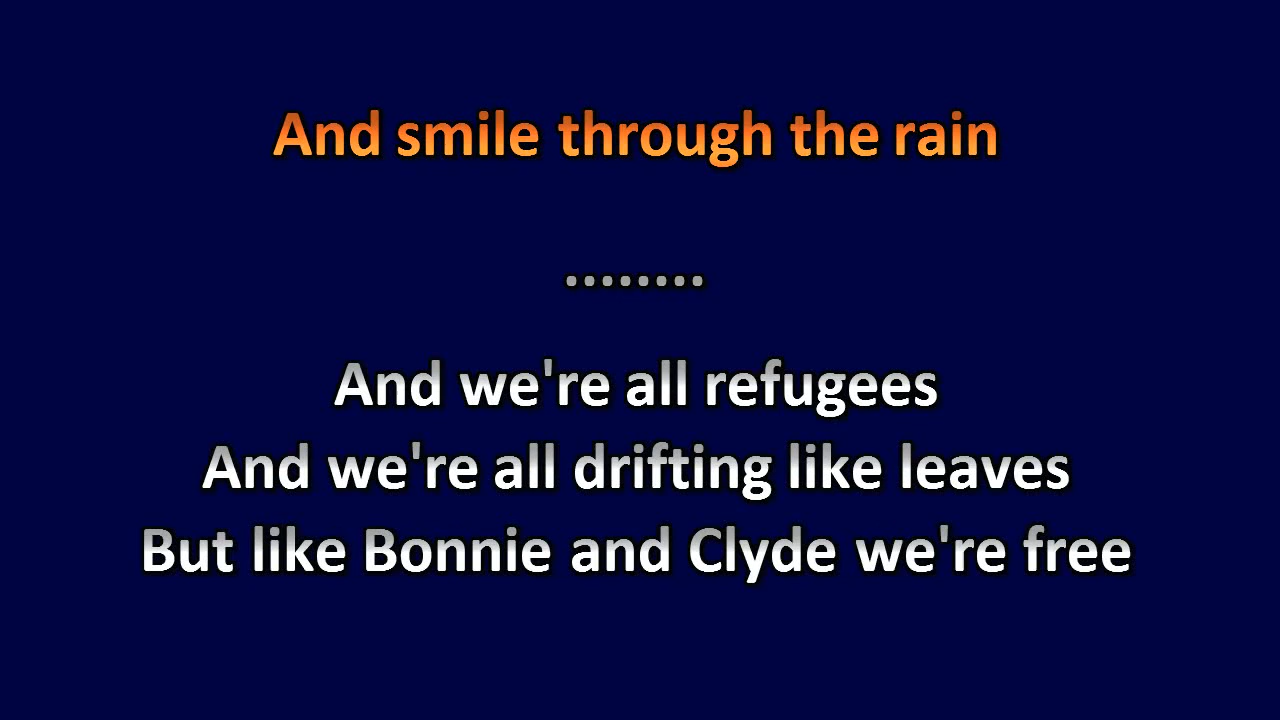 And smile through the rain
........
And we're all refugees
And we're all drifting like leaves
But like Bonnie and Clyde we're free